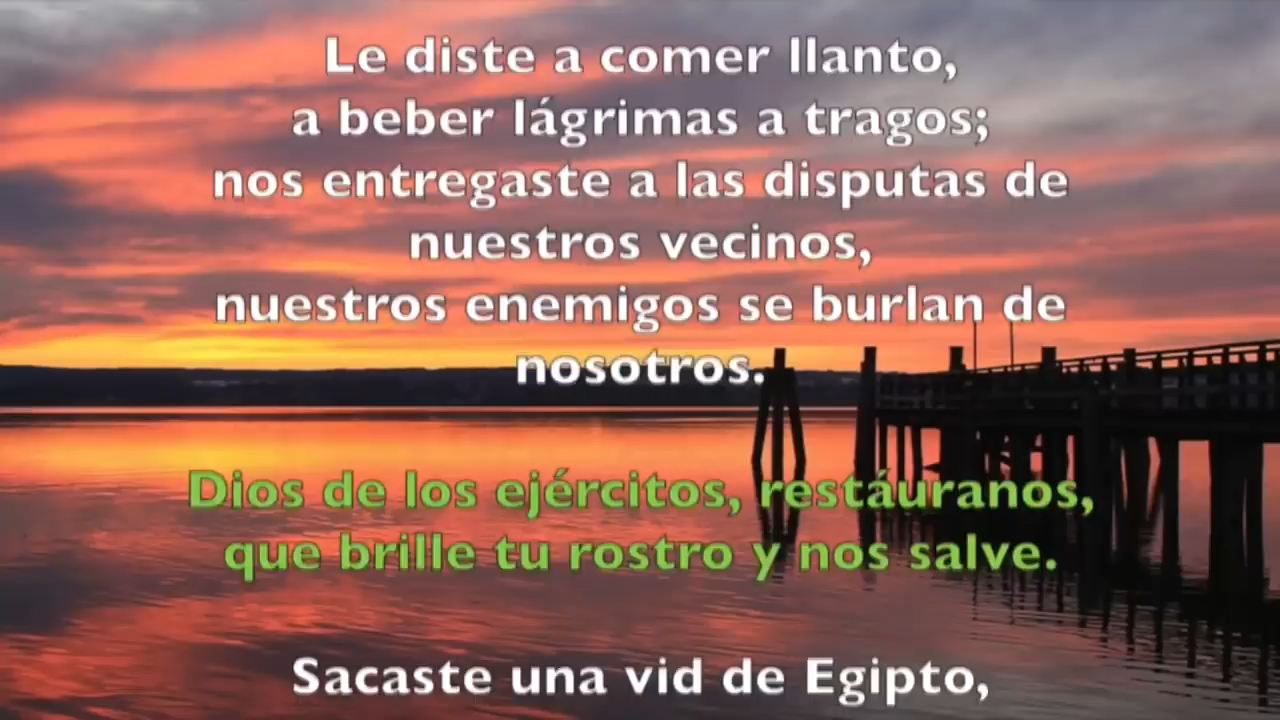 Le diste a comer llanto,
a beber lágrimas a tragos;
nos entregaste a las disputas de
nuestros vecinos,
nuestros enemigos se burlan de
nosotros.
Dios de los ejércitos, restáuranos,
que brille tu rostro y nos salve.
Sacaste una vid de Egipto,